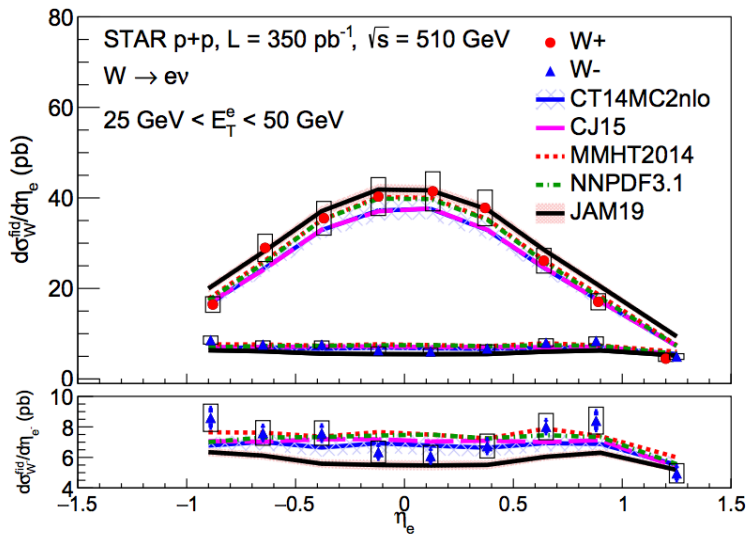 80
60
40
20
0
dσ_W^fid/dη_e (pb)
STAR p+p, L = 350 pb⁻¹, √s = 510 GeV
W → eν
25 GeV < E_T^e < 50 GeV
W+
W-
CT14MC2nlo
CJ15
MMHT2014
NNPDF3.1
JAM19
10
8
6
4
dσ_W^fid/dη_e (pb)
−1.5 −1 −0.5 0 0.5 1 1.5
η_e